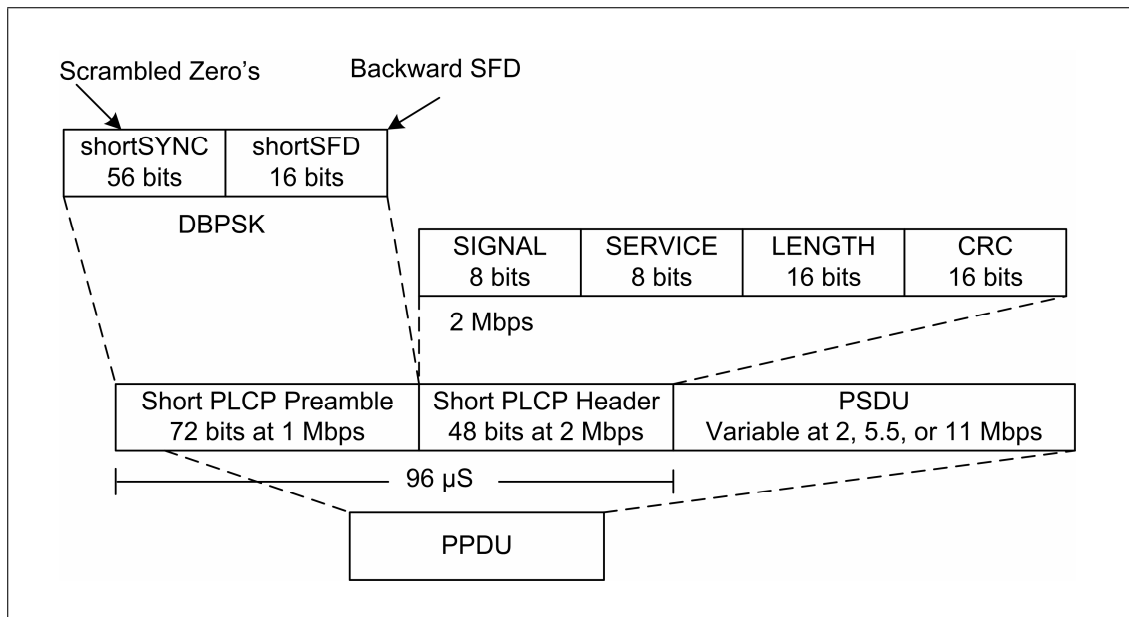 Scrambled Zero's
Backward SFD
shortSYNC
56 bits
shortSFD
16 bits
DBPSK
SIGNAL
8 bits
SERVICE
8 bits
LENGTH
16 bits
CRC
16 bits
2 Mbps
Short PLCP Preamble
72 bits at 1 Mbps
Short PLCP Header
48 bits at 2 Mbps
PSDU
Variable at 2, 5.5, or 11 Mbps
96 µS
PPDU